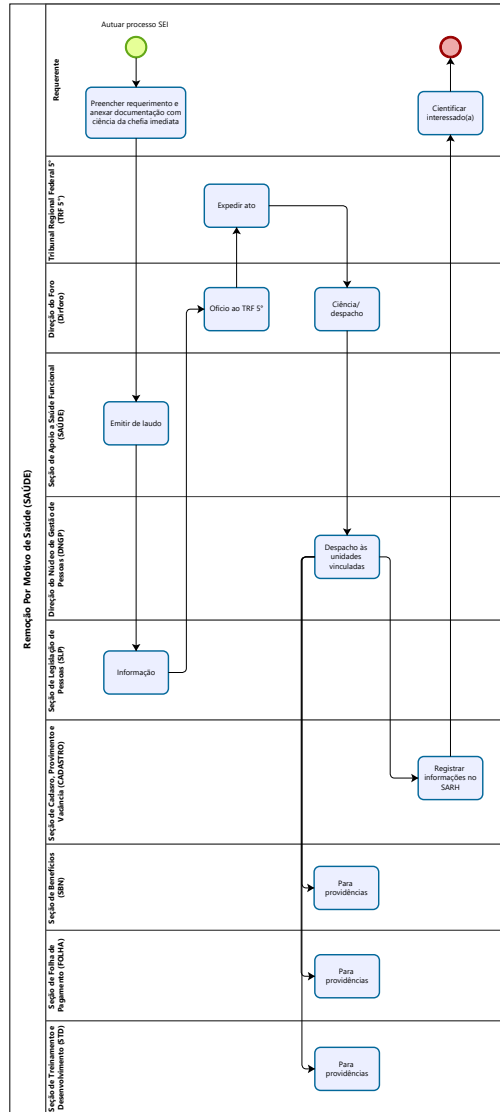 Remoção Por Motivo de Saúde (SAÚDE)
Requerente
Autuar processo SEI
Preencher requerimento e
anexar documentação com
ciência da chefia imediata
Cientificar
interessado(a)
Tribunal Regional Federal 5ª
(TRF 5ª)
Expedir ato
Direção do Foro
(Dirforo)
Ofício ao TRF 5ª
Ciência/
despacho
Seção de Apoio a Saúde Funcional
(SAÚDE)
Emitir de laudo
Direção do Núcleo de Gestão de
Pessoas (DNGP)
Despacho às
unidades
vinculadas
Seção de Legislação de
Pessoas (SLP)
Informação
Seção de Cadasro, Provimento e
Vacância (CADASTRO)
Registrar
informações no
SARH
Seção de Benefícios
(SBN)
Para
providências
Seção de Folha de
Pagamento (FOLHA)
Para
providências
Seção de Treinamento e
Desenvolvimento (STD)
Para
providências